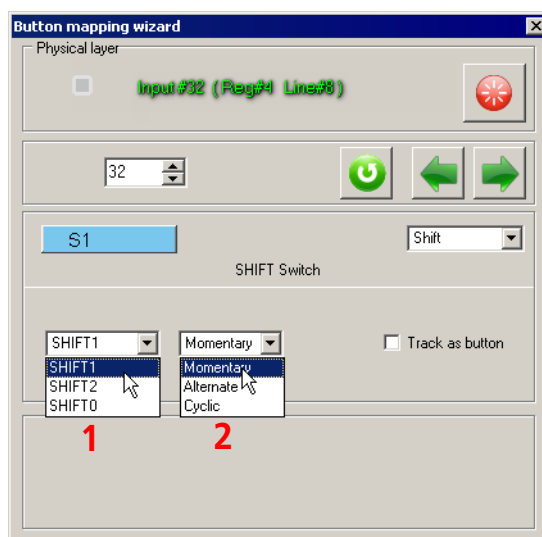 Button mapping wizard
Physical layer
Input#32 (Reg#4 Line#8)
32
S1
Shift
SHIFT Switch
SHIFT1
Momentary
Track as button
SHIFT1
SHIFT2
SHIFT0
Momentary
Alternate
Cyclic
1
2